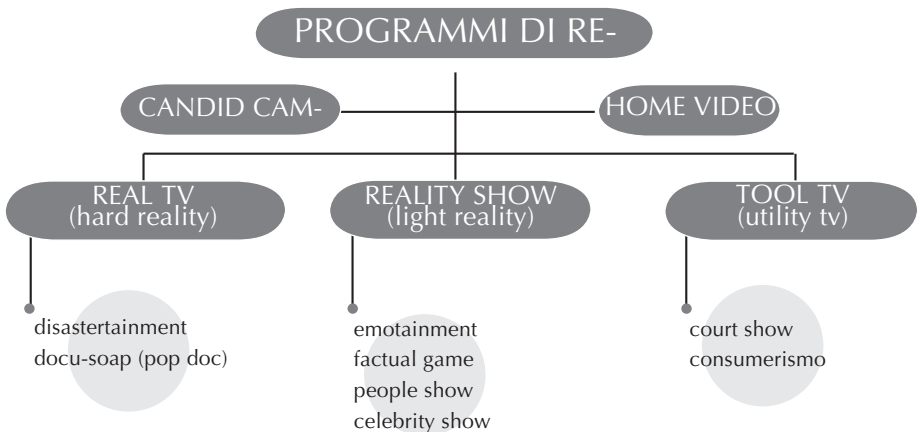 PROGRAMMI DI RE-
CANDID CAM-
HOME VIDEO
REAL TV
(hard reality)
REALITY SHOW
(light reality)
TOOL TV
(utility tv)
disastertainment
docu-soap (pop doc)
emotainment
factual game
people show
celebrity show
court show
consumerismo